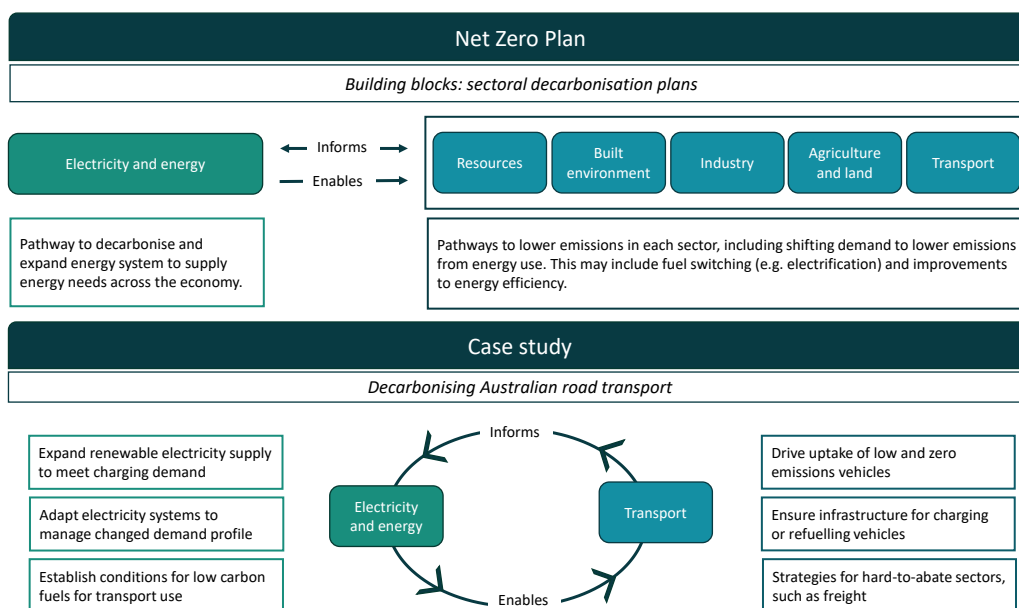 Net Zero Plan
Building blocks: sectoral decarbonisation plans
Electricity and energy
Informs
Enables
Resources
Built
environment
Industry
Agriculture
and land
Transport
Pathway to decarbonise and
expand energy system to supply
energy needs across the economy.
Pathways to lower emissions in each sector, including shifting demand to lower emissions
from energy use. This may include fuel switching (e.g. electrification) and improvements
to energy efficiency.
Case study
Decarbonising Australian road transport
Expand renewable electricity supply
to meet charging demand
Adapt electricity systems to
manage changed demand profile
Establish conditions for low carbon
fuels for transport use
Informs
Electricity
and energy
Transport
Enables
Drive uptake of low and zero
emissions vehicles
Ensure infrastructure for charging
or refuelling vehicles
Strategies for hard-to-abate sectors,
such as freight